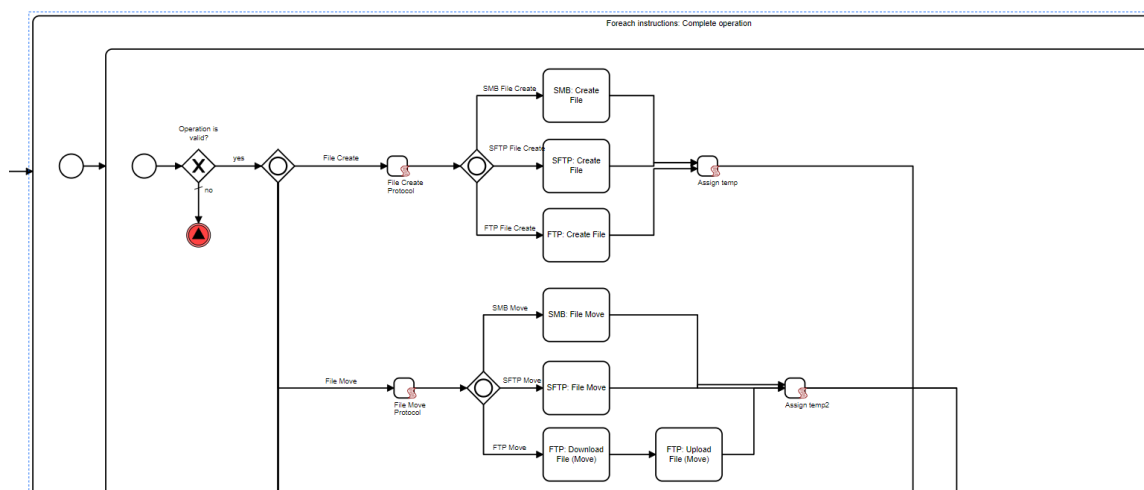 Foreach instructions: Complete operation
SMB File Create
SMB: Create
File
Operation is
valid?
yes
File Create
SFTP File Create
SFTP: Create
File
File Create
Protocol
Assign temp
no
FTP File Create
FTP: Create File
SMB Move
SMB: File Move
File Move
SFTP Move
SFTP: File Move
File Move
Protocol
Assign temp2
FTP Move
FTP: Download
File (Move)
FTP: Upload
File (Move)